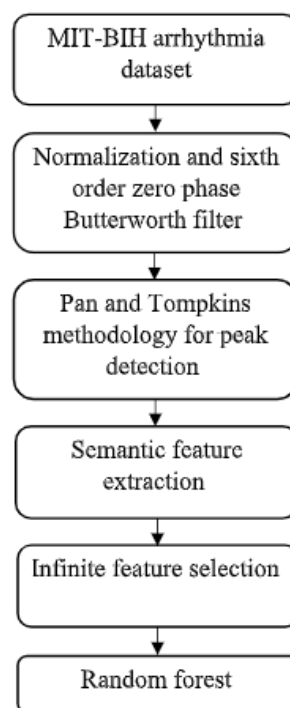 MIT-BIH arrhythmia
dataset
Normalization and sixth
order zero phase
Butterworth filter
Pan and Tompkins
methodology for peak
detection
Semantic feature
extraction
Infinite feature selection
Random forest